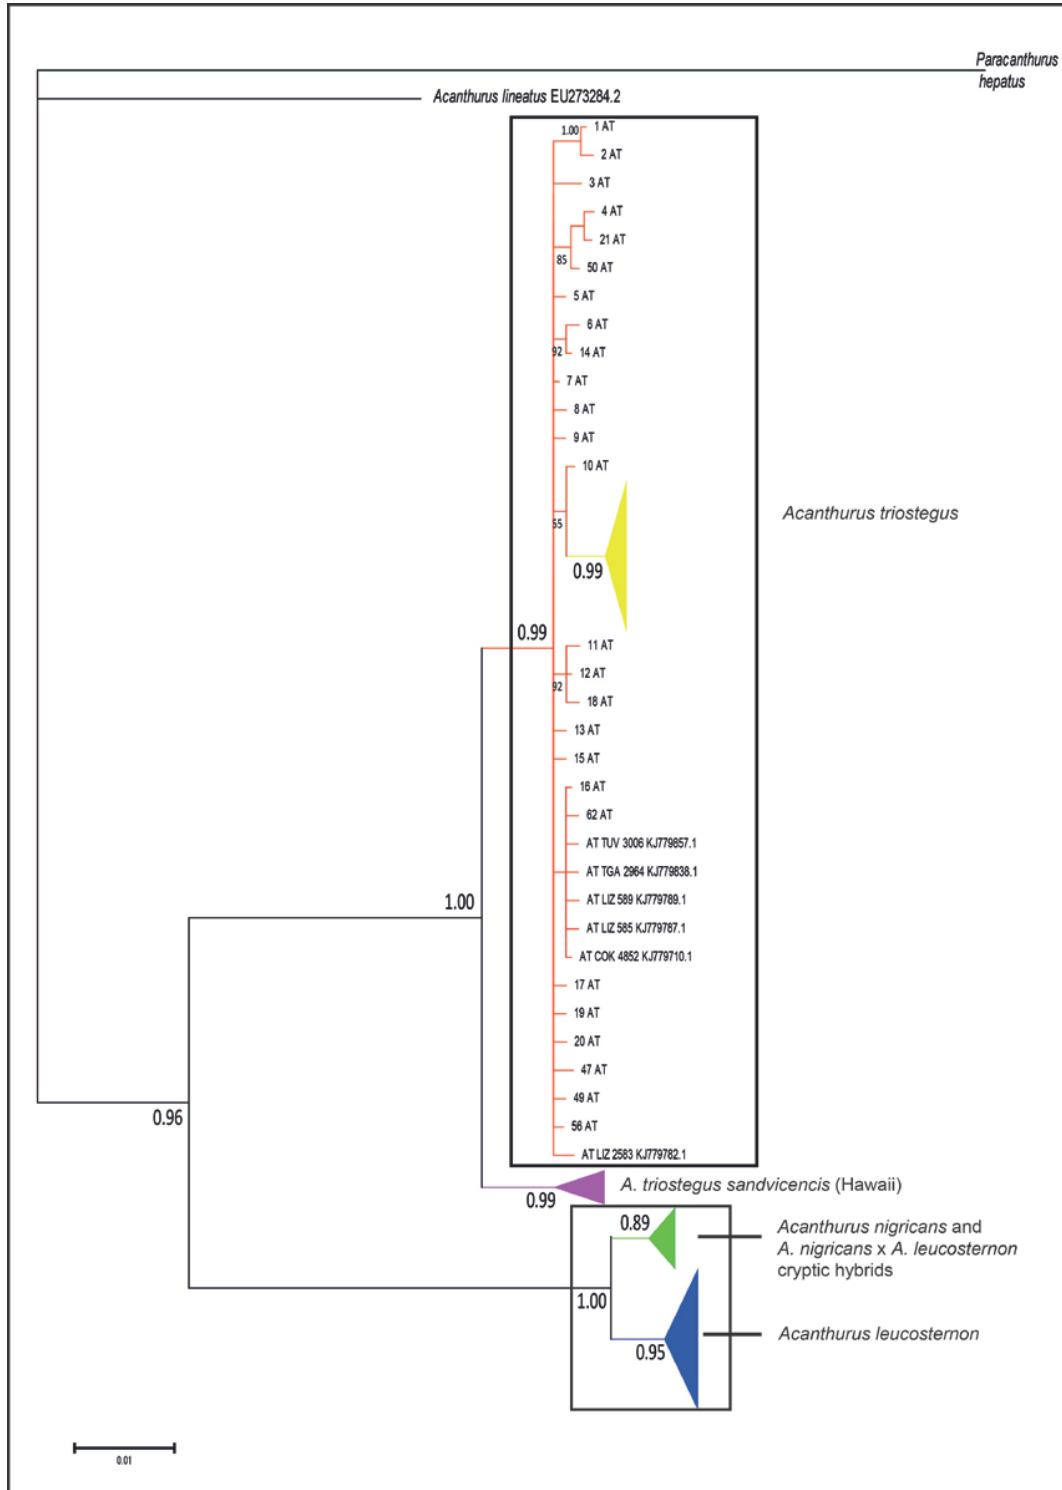 Paracanthurus
hepatus
Acanthurus lineatus EU273284.2
1.00
1 AT
2 AT
3 AT
4 AT
21 AT
85
50 AT
5 AT
6 AT
92
14 AT
7 AT
8 AT
9 AT
10 AT
Acanthurus triostegus
55
0.99
0.99
11 AT
12 AT
92
18 AT
13 AT
15 AT
16 AT
62 AT
AT TUV 3006 KJ779857.1
AT TGA 2964 KJ779838.1
AT LIZ 589 KJ779789.1
1.00
AT LIZ 585 KJ779787.1
AT COK 4852 KJ779710.1
17 AT
19 AT
20 AT
47 AT
49 AT
0.96
56 AT
AT LIZ 2583 KJ779782.1
A. triostegus sandvicencis (Hawaii)
0.99
0.89
Acanthurus nigricans and
A. nigricans x A. leucosternon
cryptic hybrids
1.00
Acanthurus leucosternon
0.95
0.01